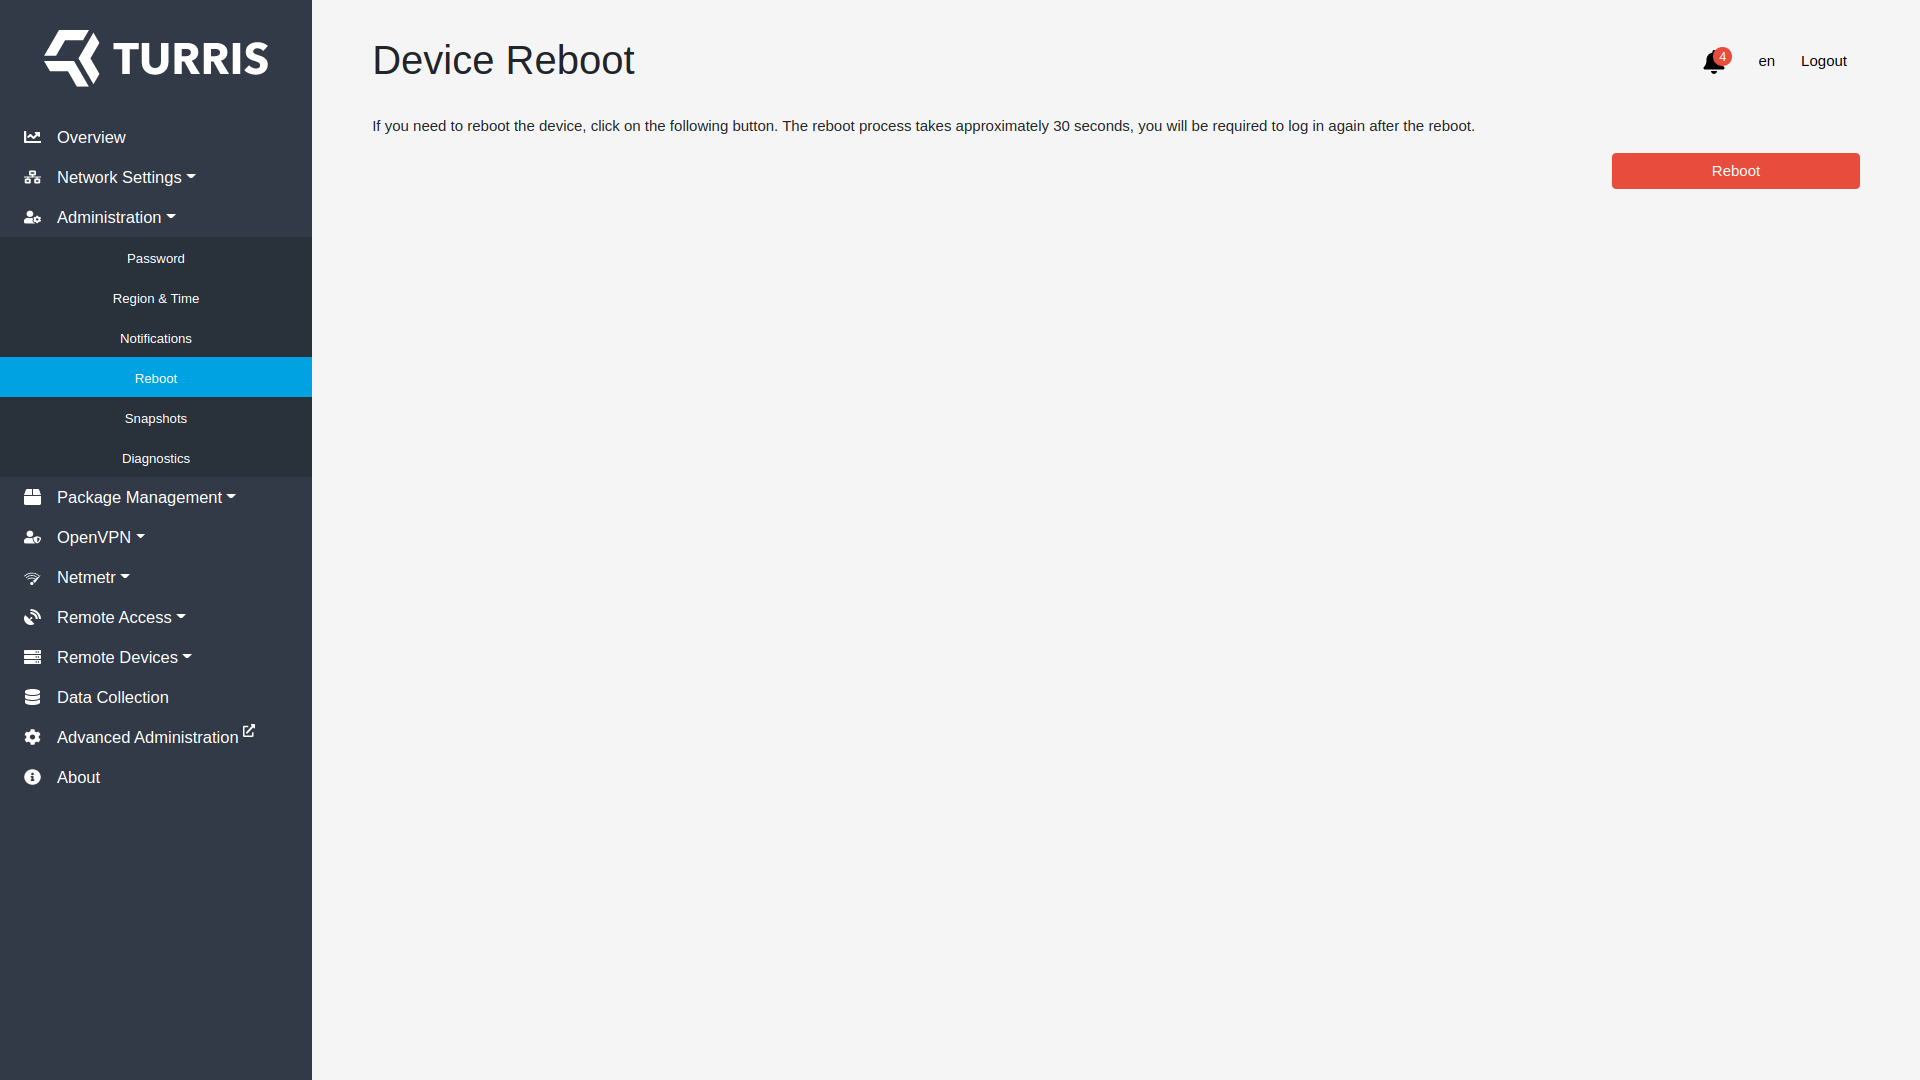 TURRIS
Device Reboot
4
en
Logout
If you need to reboot the device, click on the following button. The reboot process takes approximately 30 seconds, you will be required to log in again after the reboot.
Reboot
Overview
Network Settings
Administration
Password
Region & Time
Notifications
Reboot
Snapshots
Diagnostics
Package Management
OpenVPN
Netmetr
Remote Access
Remote Devices
Data Collection
Advanced Administration
About